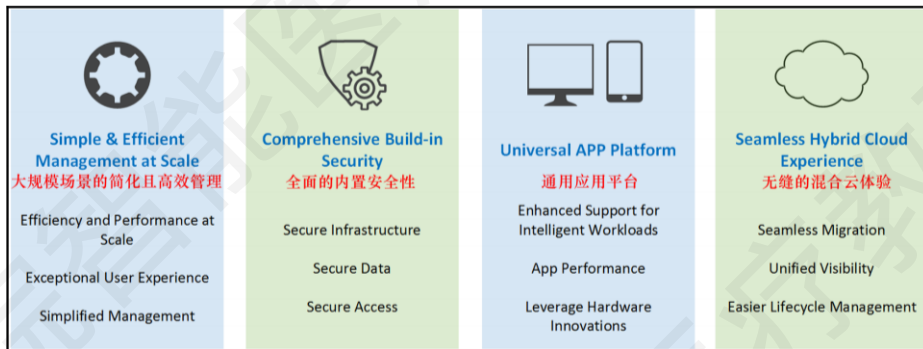 Simple & Efficient
Management at Scale
大规模场景的简化且高效管理
Efficiency and Performance at
Scale
Exceptional User Experience
Simplified Management
Comprehensive Build-in
Security
全面的内置安全性
Secure Infrastructure
Secure Data
Secure Access
Universal APP Platform
通用应用平台
Enhanced Support for
Intelligent Workloads
App Performance
Leverage Hardware
Innovations
Seamless Hybrid Cloud
Experience
无缝的混合云体验
Seamless Migration
Unified Visibility
Easier Lifecycle Management